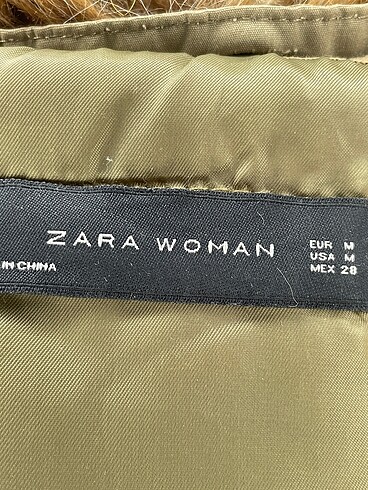 ZARA WOMAN
EUR M
USA M
MEX 28
IN CHINA